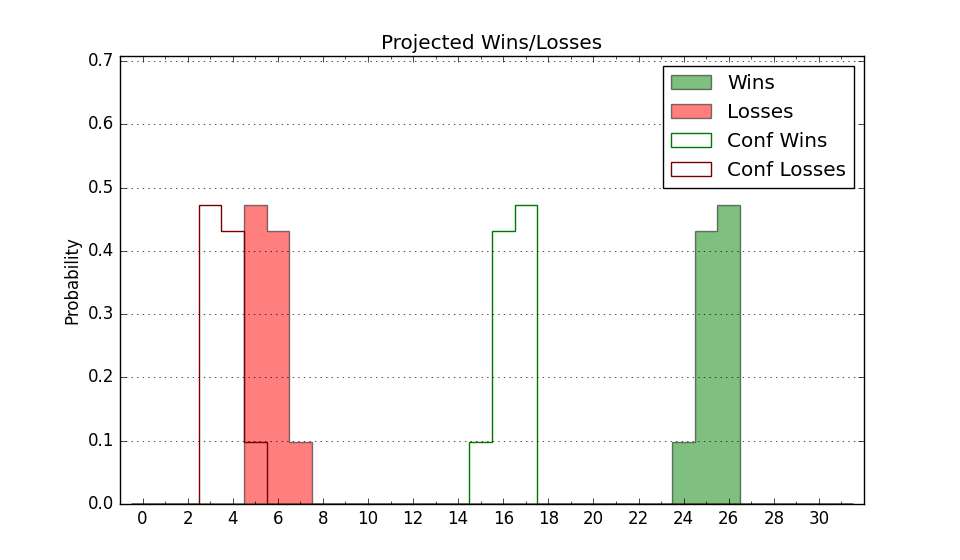 Projected Wins/Losses
0.7
0.6
0.5
0.4
0.3
0.2
0.1
0.0
Probability
Wins
Losses
Conf Wins
Conf Losses
0 2 4 6 8 10 12 14 16 18 20 22 24 26 28 30